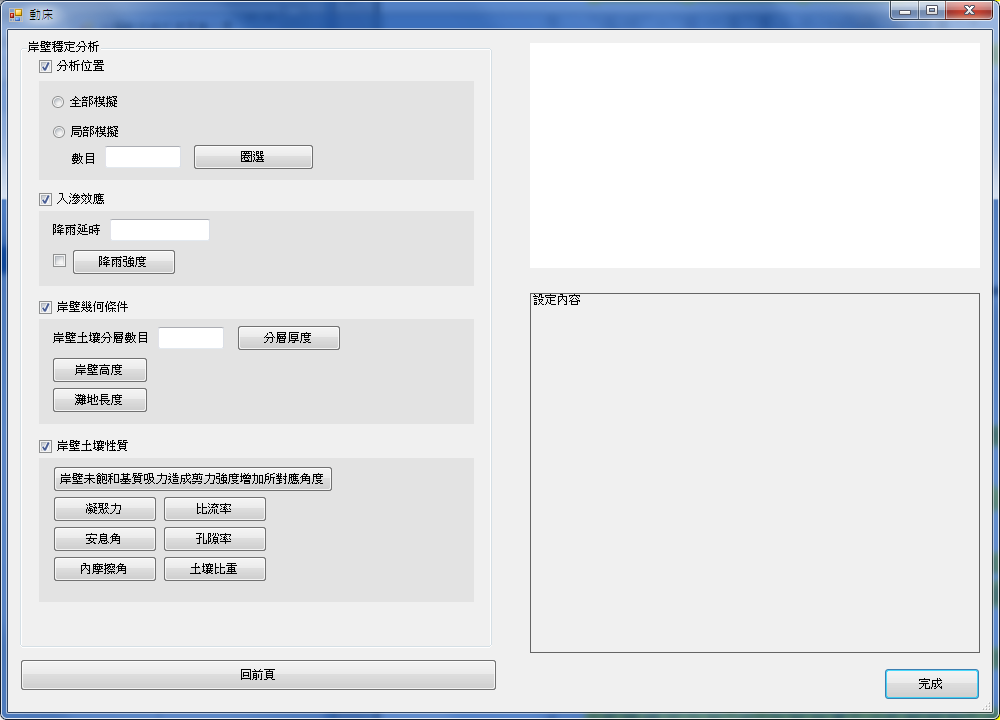 動床
岸壁穩定分析
分析位置
全部模擬
局部模擬
數目
圈選
入滲效應
降雨延時
降雨強度
岸壁幾何條件
岸壁土壤分層數目
分層厚度
岸壁高度
灘地長度
岸壁土壤性質
岸壁未飽和基質吸力造成剪力強度增加所對應角度
凝聚力
比流率
安息角
孔隙率
內摩擦角
土壤比重
回前頁
設定內容
完成